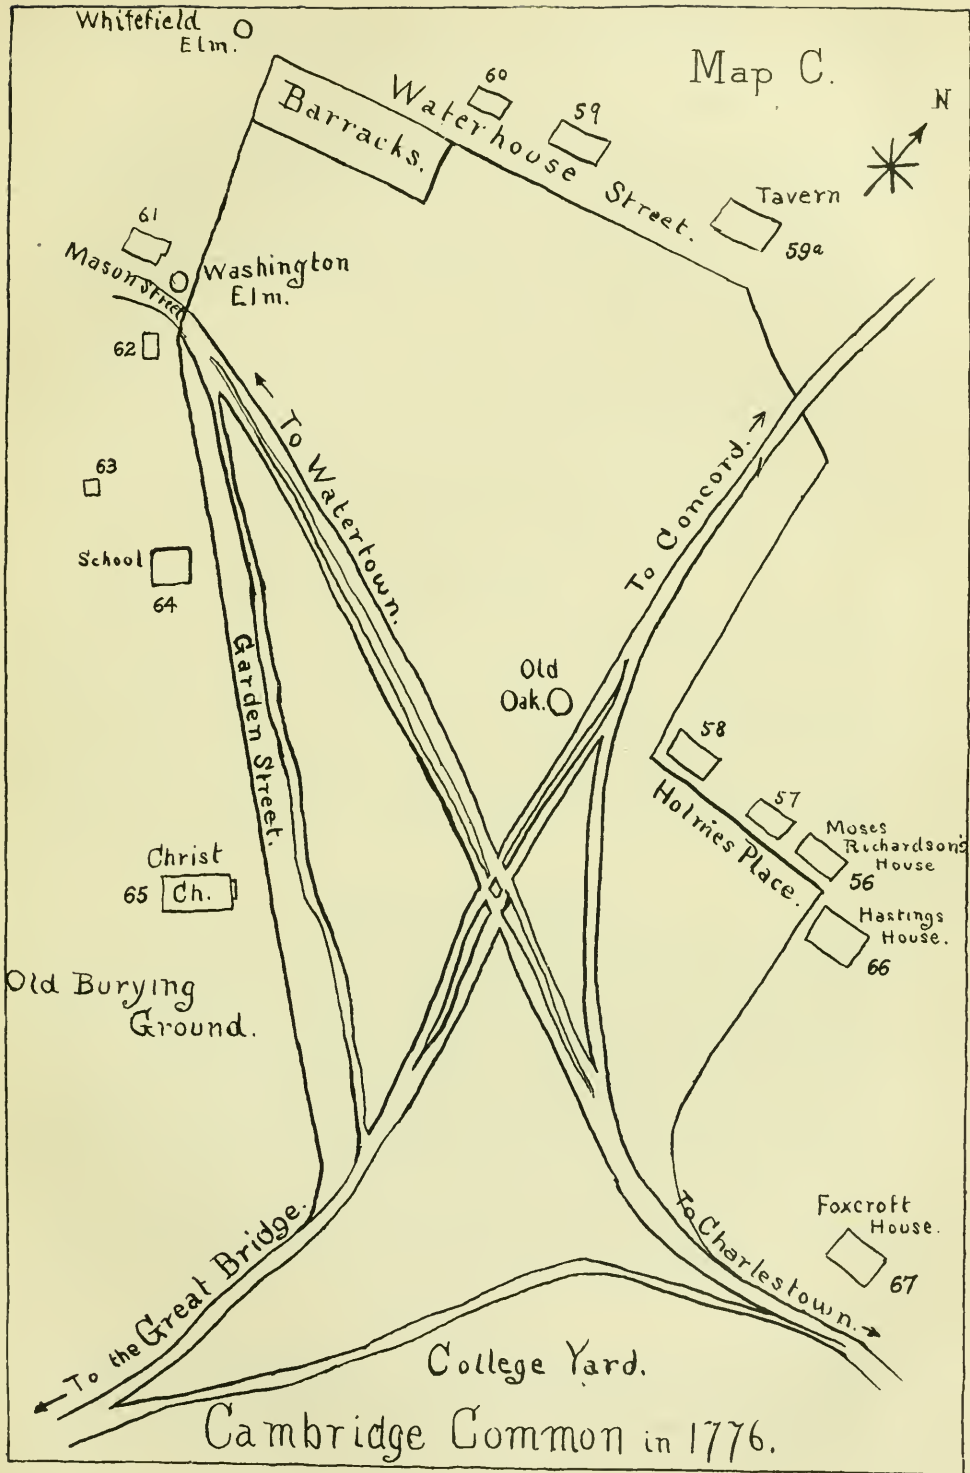 Whitefield
Elm.
Map C.
N
60
59
Barracks.
Waterhouse Street.
Tavern
59a
61
Mason Street
Washington
Elm.
62
To Watertown.
To Concord.
63
School
64
Garden Street.
Old
Oak.
58
57
Holmes Place.
Moses
Richardson's
House
56
Christ
65 Ch.
Hastings
House.
66
Old Burying
Ground.
Foxcroft
House.
67
To Charlestown.
To the Great Bridge.
College Yard.
Cambridge Common in 1776.